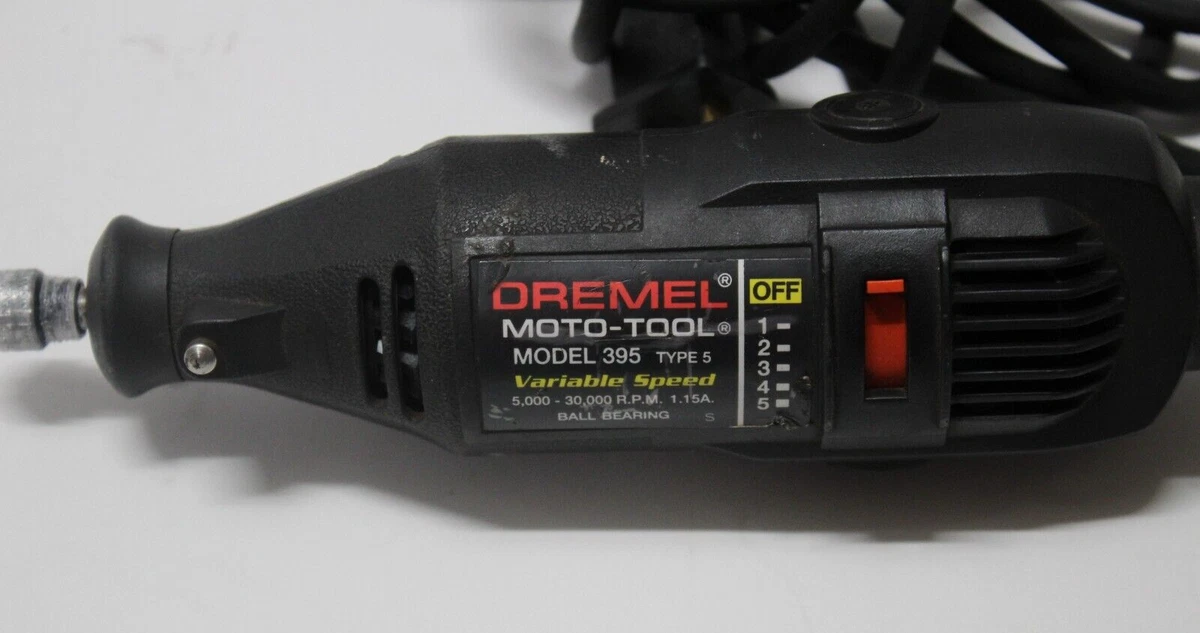 DREMEL®
MOTO-TOOL®
MODEL 395 TYPE 5
Variable Speed
5,000 - 30,000 R.P.M. 1.15A.
BALL BEARING S
OFF
1
2
3
4
5